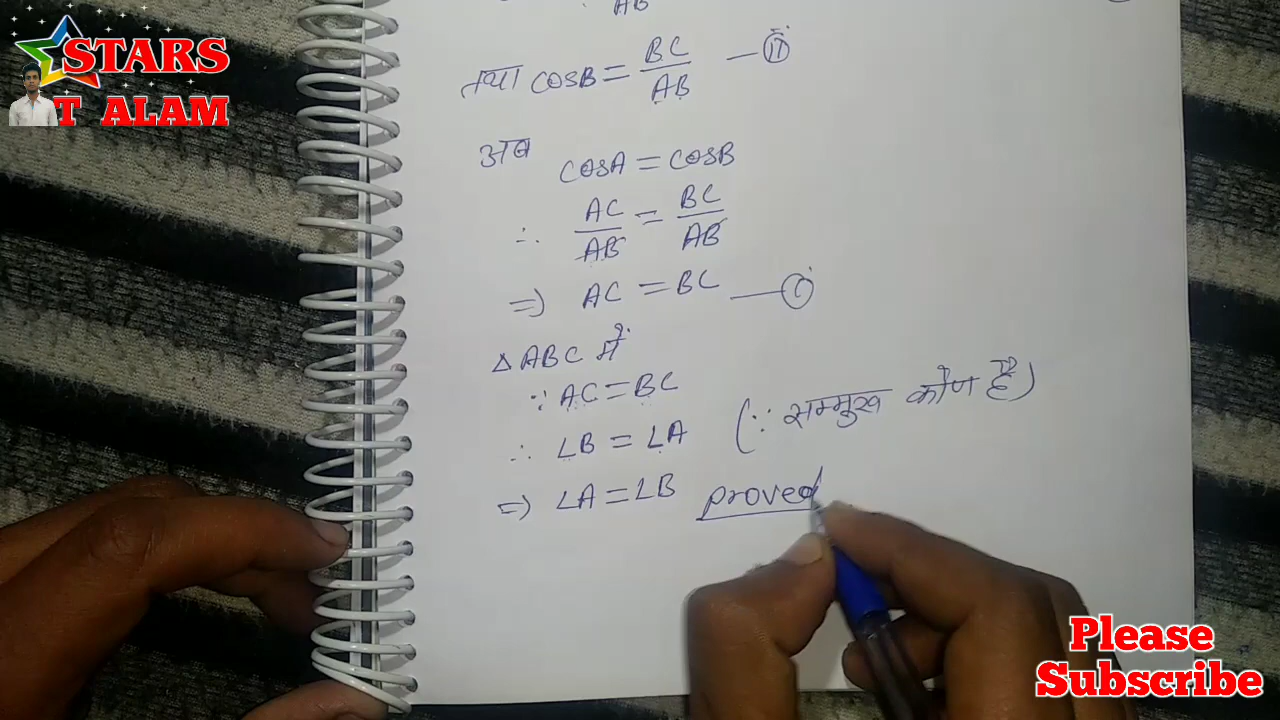 STARS
T ALAM
AB
तथा cosB = BC/AB — (ii)
अब
cosA = cosB
∴ AC/AB = BC/AB
=) AC = BC — (i)
△ABC में
∵ AC = BC
∴ ∠B = ∠A (∵ सम्मुख कोण है)
=) ∠A = ∠B proved
Please
Subscribe